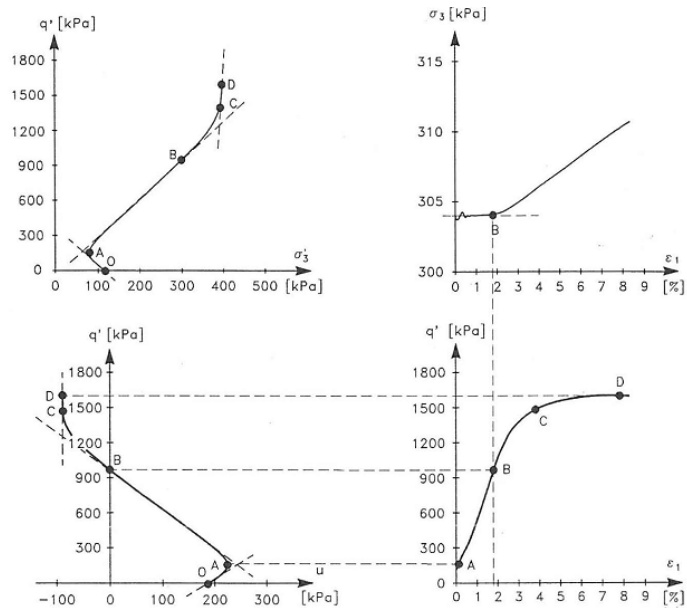 q' [kPa]
1800
1500
1200
900
600
300
0
D
C
B
A
O
0 100 200 300 400 500
σ'3
[kPa]
σ3 [kPa]
315
310
304
300
B
ε1
0 1 2 3 4 5 6 7 8 9 [%]
q' [kPa]
1800
D
C
1500
1200
B
900
600
300
A
O
u
-100 0 100 200 300
[kPa]
q' [kPa]
1800
1500
1200
900
600
300
0
D
C
B
A
ε1
0 1 2 3 4 5 6 7 8 9 [%]